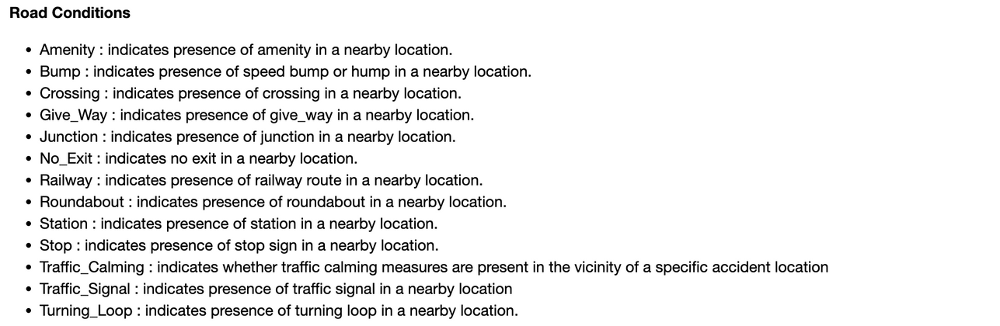 Road Conditions
• Amenity : indicates presence of amenity in a nearby location.
• Bump : indicates presence of speed bump or hump in a nearby location.
• Crossing : indicates presence of crossing in a nearby location.
• Give_Way : indicates presence of give_way in a nearby location.
• Junction : indicates presence of junction in a nearby location.
• No_Exit : indicates no exit in a nearby location.
• Railway : indicates presence of railway route in a nearby location.
• Roundabout : indicates presence of roundabout in a nearby location.
• Station : indicates presence of station in a nearby location.
• Stop : indicates presence of stop sign in a nearby location.
• Traffic_Calming : indicates whether traffic calming measures are present in the vicinity of a specific accident location
• Traffic_Signal : indicates presence of traffic signal in a nearby location
• Turning_Loop : indicates presence of turning loop in a nearby location.